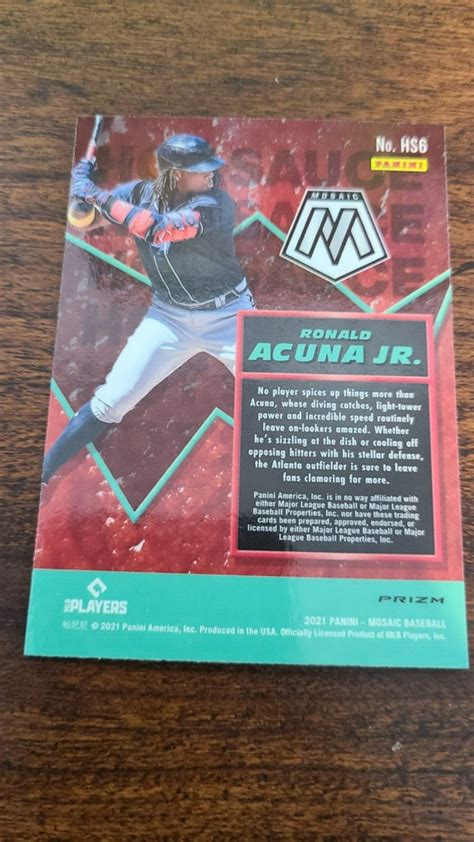 No. HS6
PANINI
HOT SAUCE
MOSAIC
RONALD
ACUNA JR.
No player spices up things more than
Acuna, whose diving catches, light-tower
power and incredible speed routinely
leave on-lookers amazed. Whether
he's sizzling at the dish or cooling off
opposing hitters with his stellar defense,
the Atlanta outfielder is sure to leave
fans clamoring for more.
Panini America, Inc. is in no way affiliated with
either Major League Baseball or Major League
Baseball Properties, Inc. nor have these trading
cards been prepared, approved, endorsed, or
licensed by either Major League Baseball or Major
League Baseball Properties, Inc.
PLAYERS
PRIZM
2021 PANINI – MOSAIC BASEBALL
帕尼尼 © 2021 Panini America, Inc. Produced in the USA. Officially Licensed Product of MLB Players, Inc.